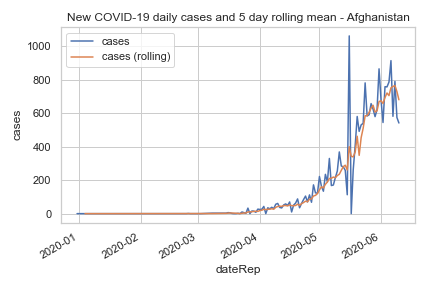 New COVID-19 daily cases and 5 day rolling mean - Afghanistan
cases
cases (rolling)
1000
800
600
400
200
0
cases
2020-01
2020-02
2020-03
2020-04
2020-05
2020-06
dateRep